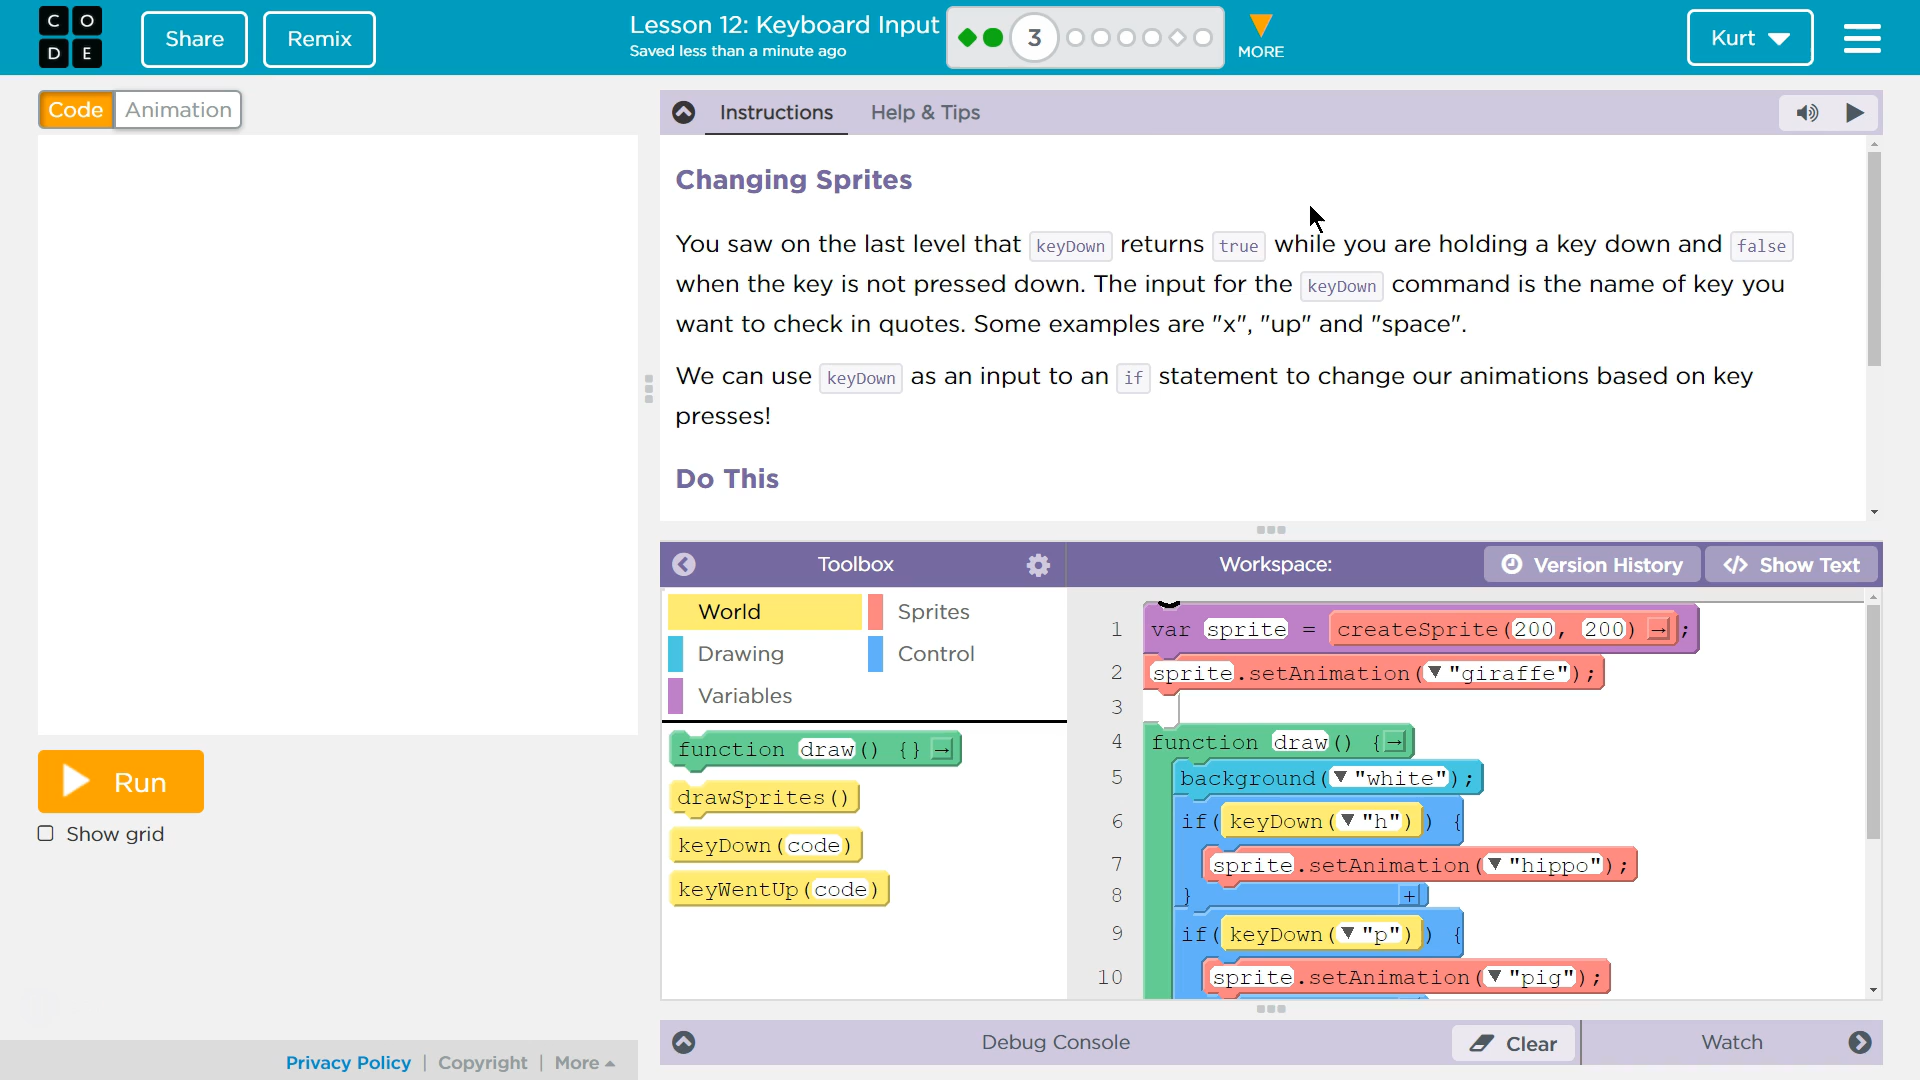 C O
D E
Share
Remix
Lesson 12: Keyboard Input
Saved less than a minute ago
3
MORE
Kurt
Code
Animation
Instructions
Help & Tips
Changing Sprites
You saw on the last level that keyDown returns true while you are holding a key down and false
when the key is not pressed down. The input for the keyDown command is the name of key you
want to check in quotes. Some examples are "x", "up" and "space".
We can use keyDown as an input to an if statement to change our animations based on key
presses!
Do This
Toolbox
Workspace:
Version History
</> Show Text
World
Sprites
Drawing
Control
Variables
function draw() {} →
drawSprites()
keyDown(code)
keyWentUp(code)
1 var sprite = createSprite(200, 200) → ;
2 sprite.setAnimation(▼ "giraffe");
3
4 function draw() { →
5 background(▼ "white");
6 if( keyDown(▼ "h") ) {
7 sprite.setAnimation(▼ "hippo");
8 } +
9 if( keyDown(▼ "p") ) {
10 sprite.setAnimation(▼ "pig");
Run
Show grid
Debug Console
Clear
Watch
Privacy Policy | Copyright | More